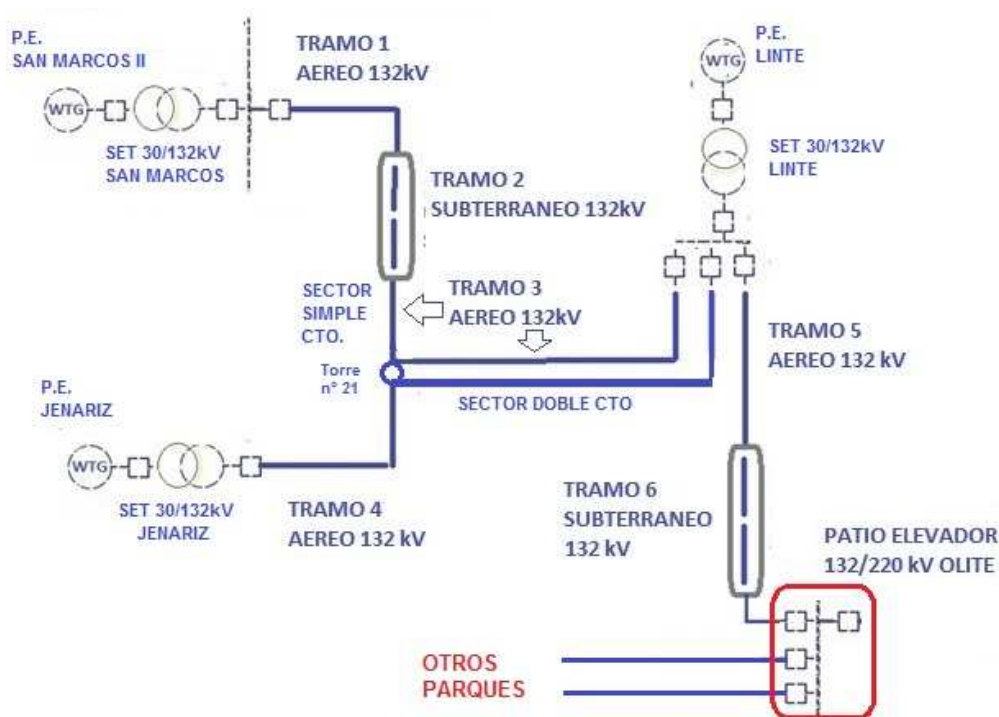 P.E.
SAN MARCOS II
WTG
SET 30/132kV
SAN MARCOS
TRAMO 1
AEREO 132kV
TRAMO 2
SUBTERRANEO 132kV
P.E.
LINTE
WTG
SET 30/132kV
LINTE
SECTOR
SIMPLE
CTO.
TRAMO 3
AEREO 132kV
Torre
nº 21
SECTOR DOBLE CTO
TRAMO 5
AEREO 132 kV
P.E.
JENARIZ
WTG
SET 30/132kV
JENARIZ
TRAMO 4
AEREO 132 kV
TRAMO 6
SUBTERRANEO
132 kV
PATIO ELEVADOR
132/220 kV OLITE
OTROS
PARQUES